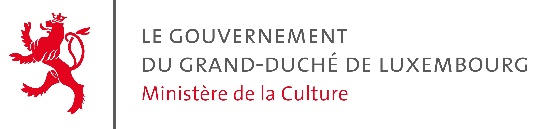 LE GOUVERNEMENT
DU GRAND-DUCHÉ DE LUXEMBOURG
Ministère de la Culture